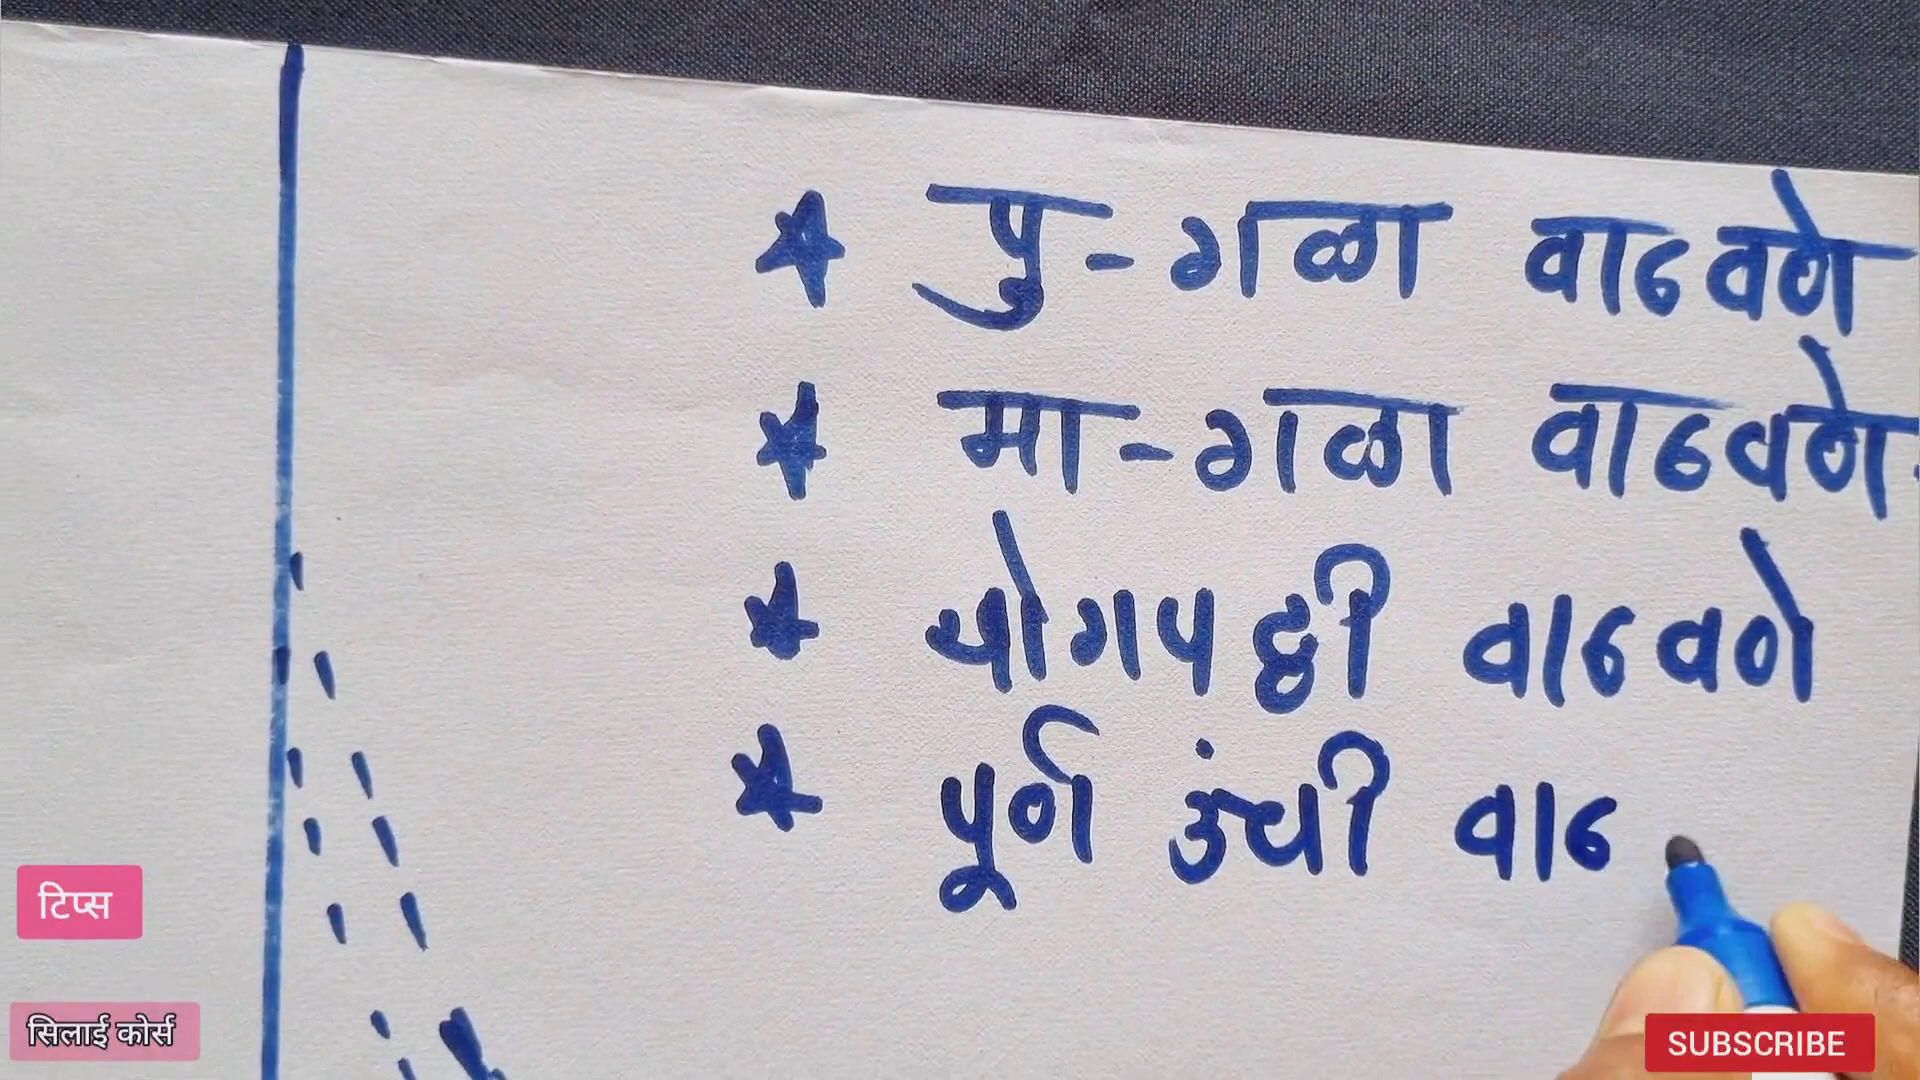 ★ पु-गळा वाढवणे
★ मा-गळा वाढवणे
★ योगपट्टी वाढवणे
★ पूर्ण उंची वाढ
टिप्स
सिलाई कोर्स
SUBSCRIBE